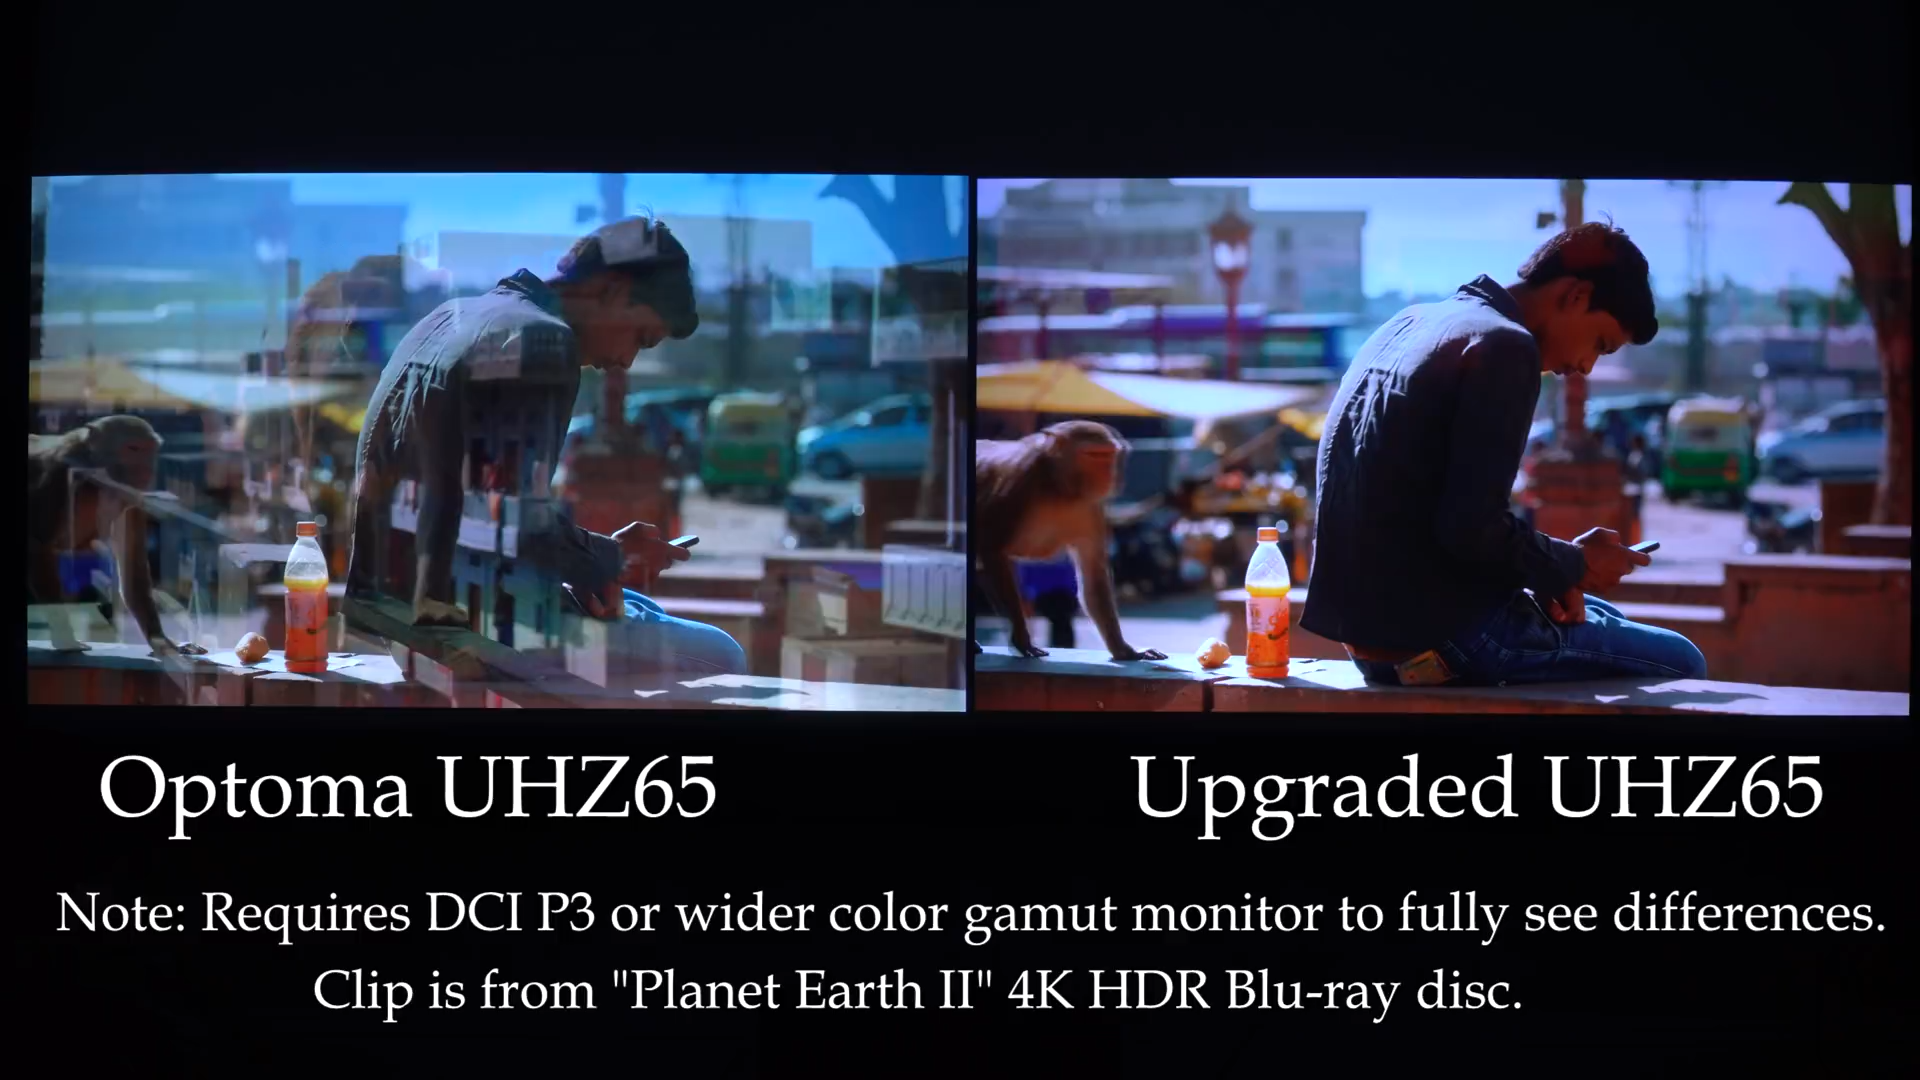 Optoma UHZ65
Upgraded UHZ65
Note: Requires DCI P3 or wider color gamut monitor to fully see differences.
Clip is from "Planet Earth II" 4K HDR Blu-ray disc.